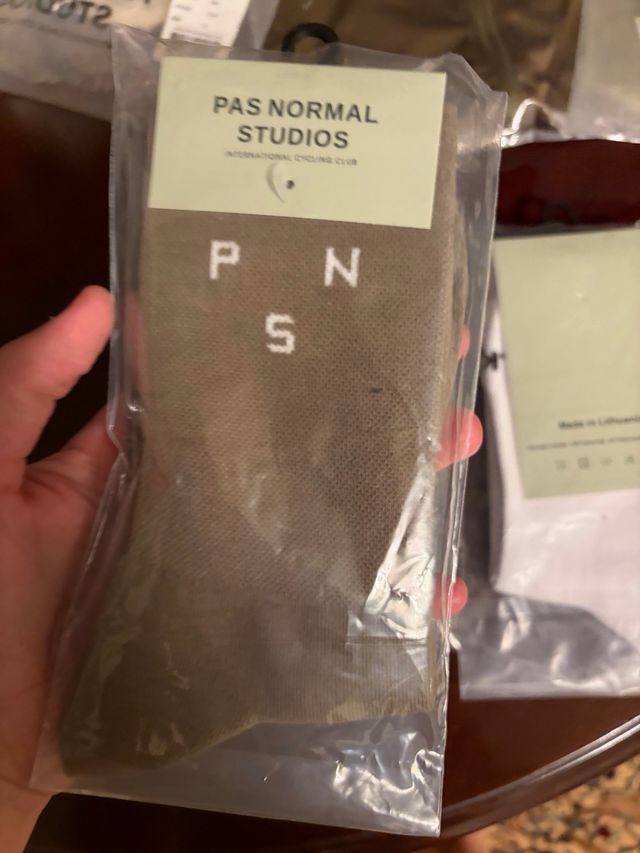 PAS NORMAL
STUDIOS
INTERNATIONAL CYCLING CLUB
P N
S
Made in Lithuania